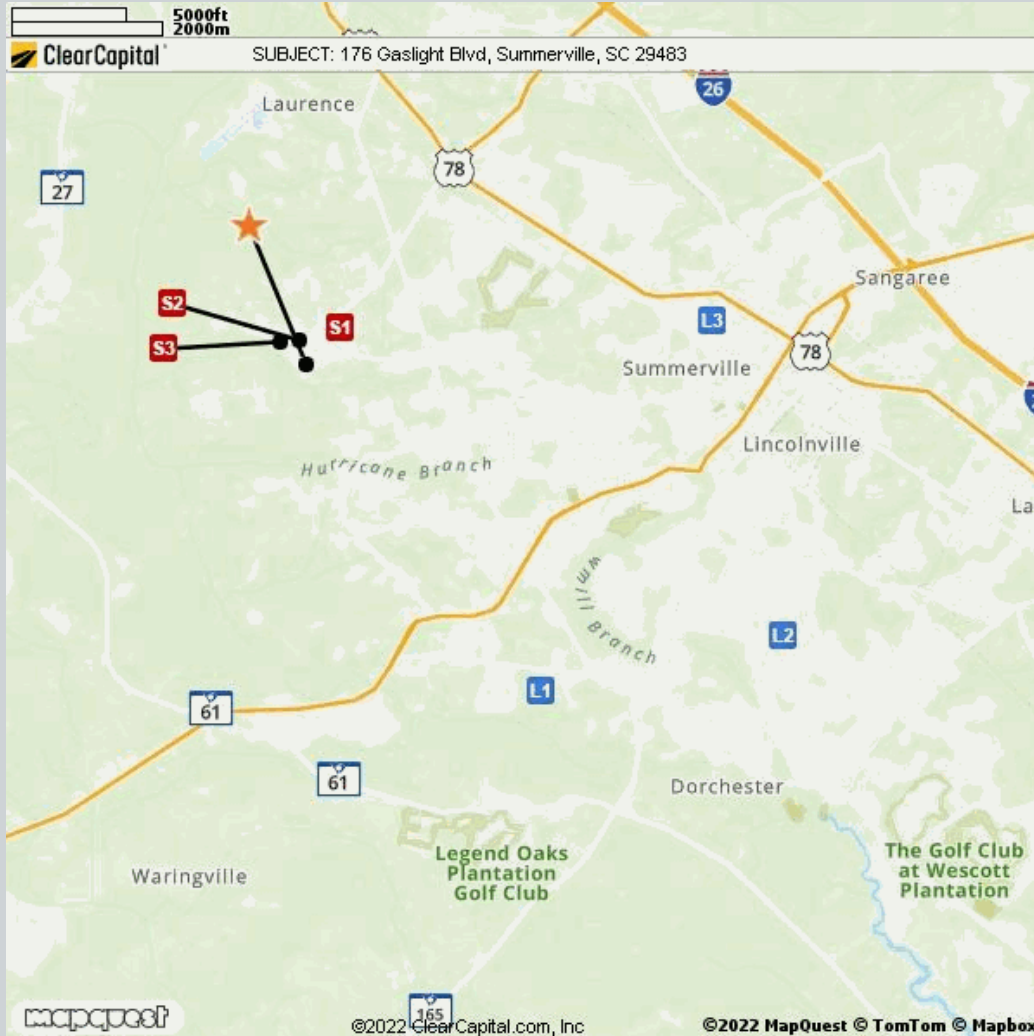 5000ft
2000m
ClearCapital
SUBJECT: 176 Gaslight Blvd, Summerville, SC 29483
26
Laurence
78
27
Sangaree
S2
S1
L3
S3
78
Summerville
Lincolnville
Hurricane Branch
La
wmill Branch
L2
L1
61
61
Dorchester
Legend Oaks
Plantation
Golf Club
The Golf Club
at Wescott
Plantation
Waringville
165
mapquest
©2022 ClearCapital.com, Inc
©2022 MapQuest © TomTom © Mapbox